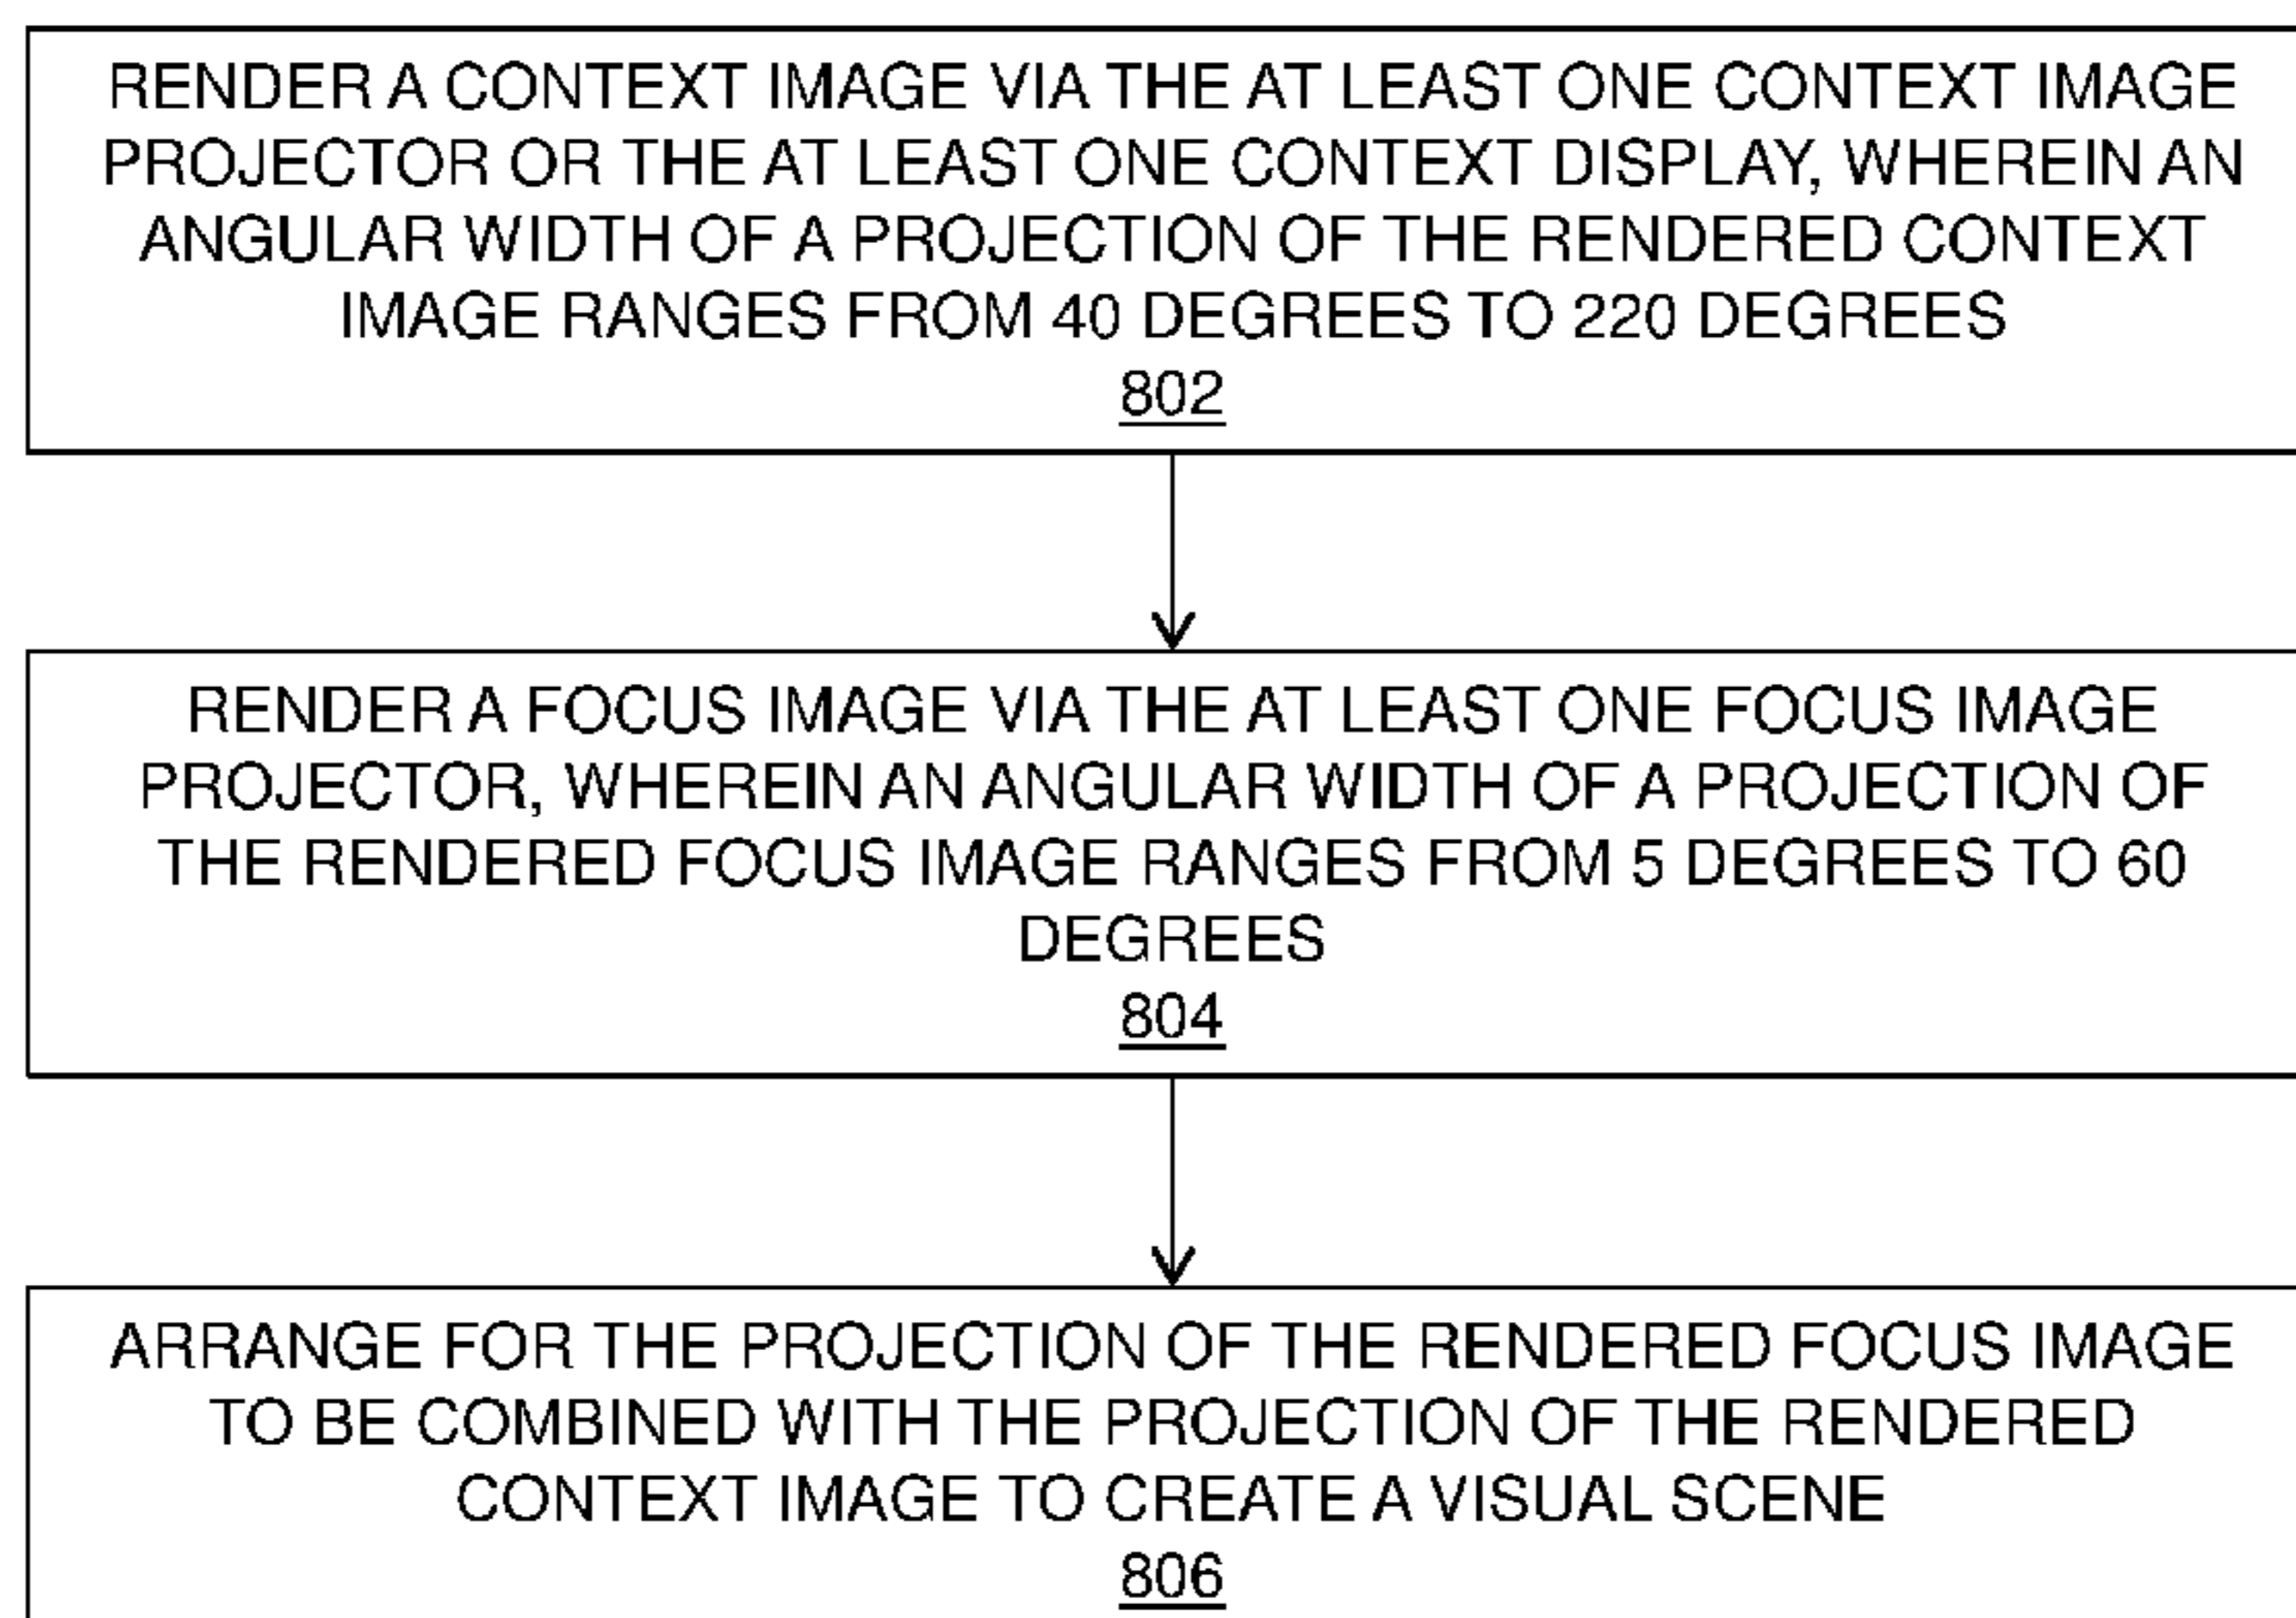 RENDER A CONTEXT IMAGE VIA THE AT LEAST ONE CONTEXT IMAGE
PROJECTOR OR THE AT LEAST ONE CONTEXT DISPLAY, WHEREIN AN
ANGULAR WIDTH OF A PROJECTION OF THE RENDERED CONTEXT
IMAGE RANGES FROM 40 DEGREES TO 220 DEGREES
802
RENDER A FOCUS IMAGE VIA THE AT LEAST ONE FOCUS IMAGE
PROJECTOR, WHEREIN AN ANGULAR WIDTH OF A PROJECTION OF
THE RENDERED FOCUS IMAGE RANGES FROM 5 DEGREES TO 60
DEGREES
804
ARRANGE FOR THE PROJECTION OF THE RENDERED FOCUS IMAGE
TO BE COMBINED WITH THE PROJECTION OF THE RENDERED
CONTEXT IMAGE TO CREATE A VISUAL SCENE
806